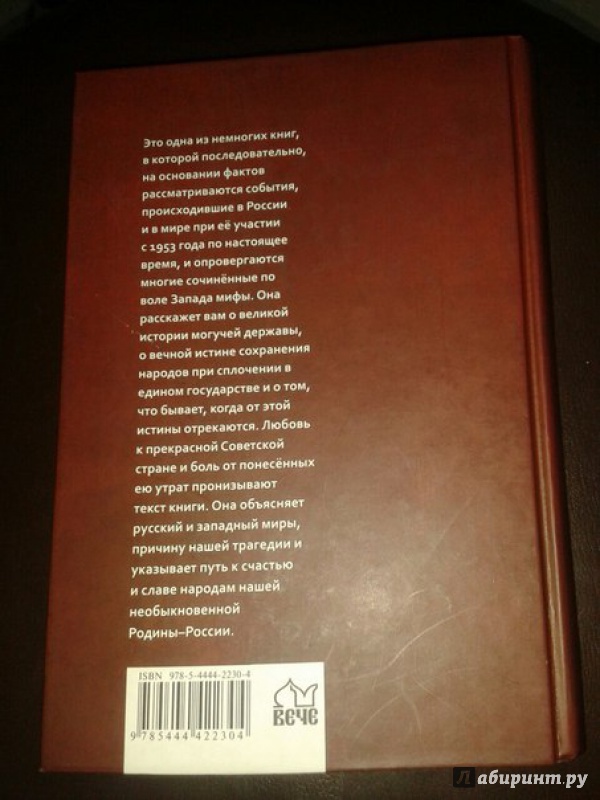 Это одна из немногих книг,
в которой последовательно,
на основании фактов
рассматриваются события,
происходившие в России
и в мире при её участии
с 1953 года по настоящее
время, и опровергаются
многие сочинённые по
воле Запада мифы. Она
расскажет вам о великой
истории могучей державы,
о вечной истине сохранения
народов при сплочении в
едином государстве и о том,
что бывает, когда от этой
истины отрекаются. Любовь
к прекрасной Советской
стране и боль от понесённых
ею утрат пронизывают
текст книги. Она объясняет
русский и западный миры,
причину нашей трагедии и
указывает путь к счастью
и славе народам нашей
необыкновенной
Родины–России.
ISBN 978-5-4444-2230-4
9 785444 422304
ВЕЧЕ
Лабиринт.ру